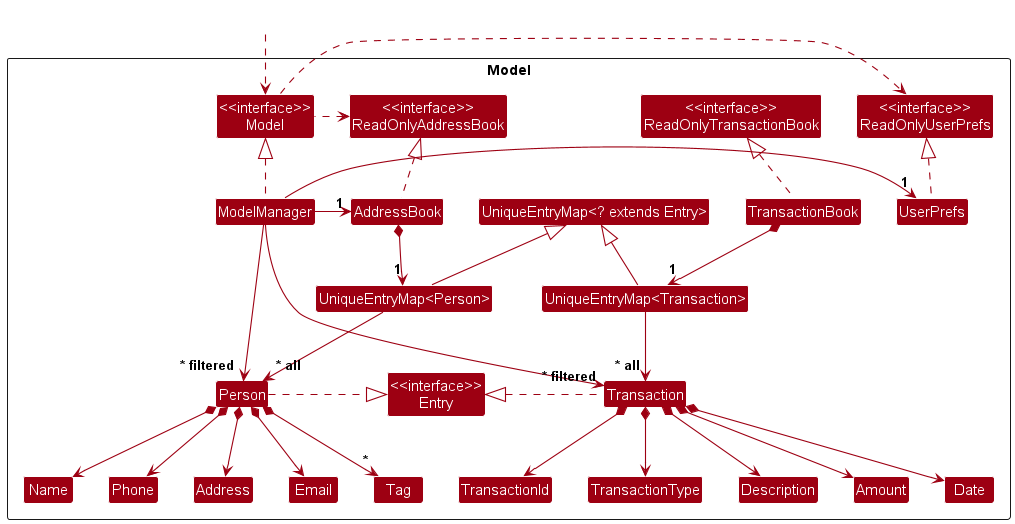 Model
<<interface>>
Model
<<interface>>
ReadOnlyAddressBook
<<interface>>
ReadOnlyTransactionBook
<<interface>>
ReadOnlyUserPrefs
ModelManager
1
AddressBook
UniqueEntryMap<? extends Entry>
TransactionBook
1
UserPrefs
1
UniqueEntryMap<Person>
1
UniqueEntryMap<Transaction>
* filtered
* all
* filtered
* all
Person
<<interface>>
Entry
Transaction
*
Name
Phone
Address
Email
Tag
TransactionId
TransactionType
Description
Amount
Date